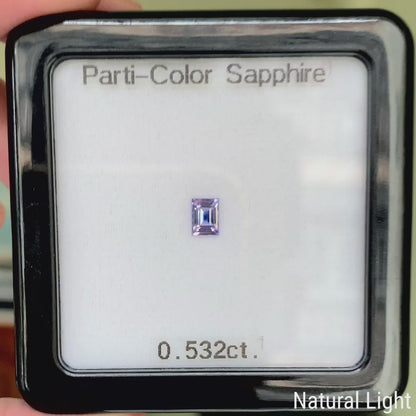 Parti-Color Sapphire
0.532ct.
Natural Light